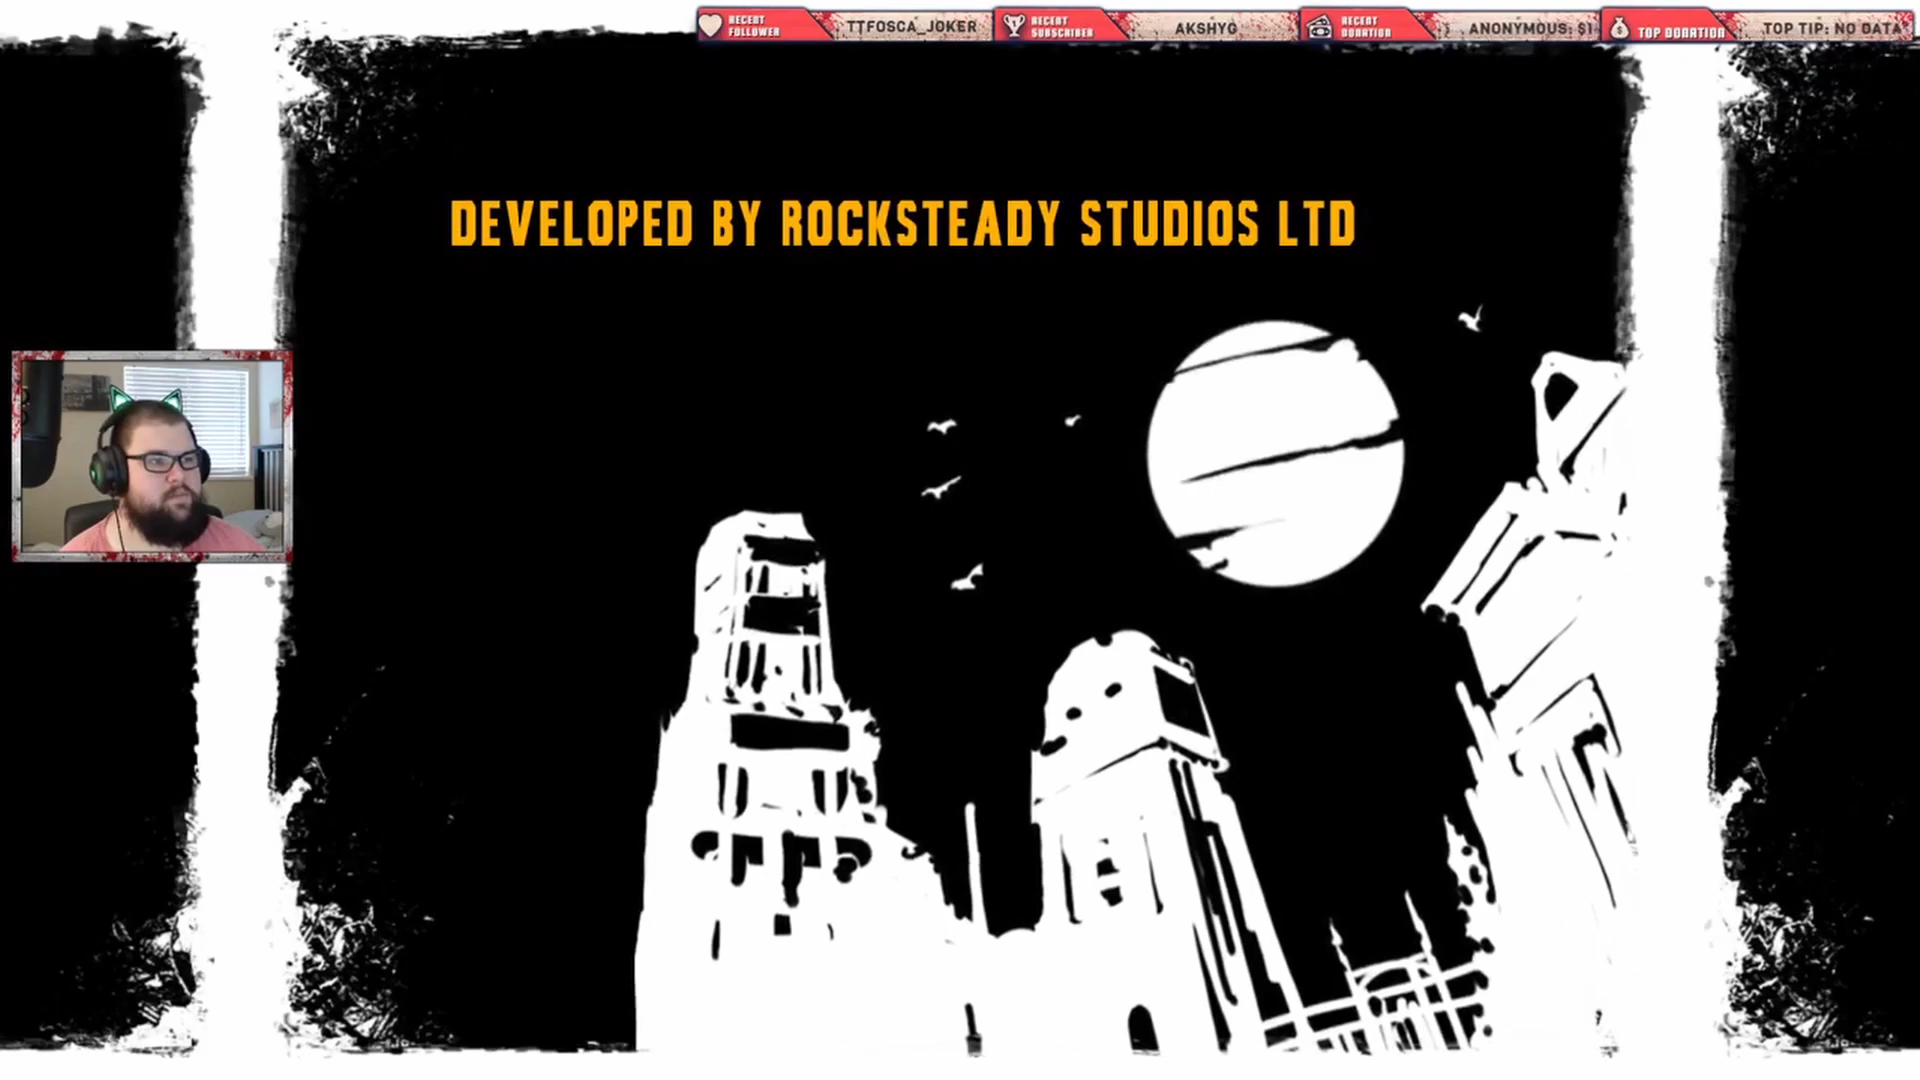 RECENT FOLLOWER
TTFOSCA_JOKER
RECENT SUBSCRIBER
AKSHYG
RECENT DONATION
ANONYMOUS: $1
TOP DONATION
TOP TIP: NO DATA
DEVELOPED BY ROCKSTEADY STUDIOS LTD